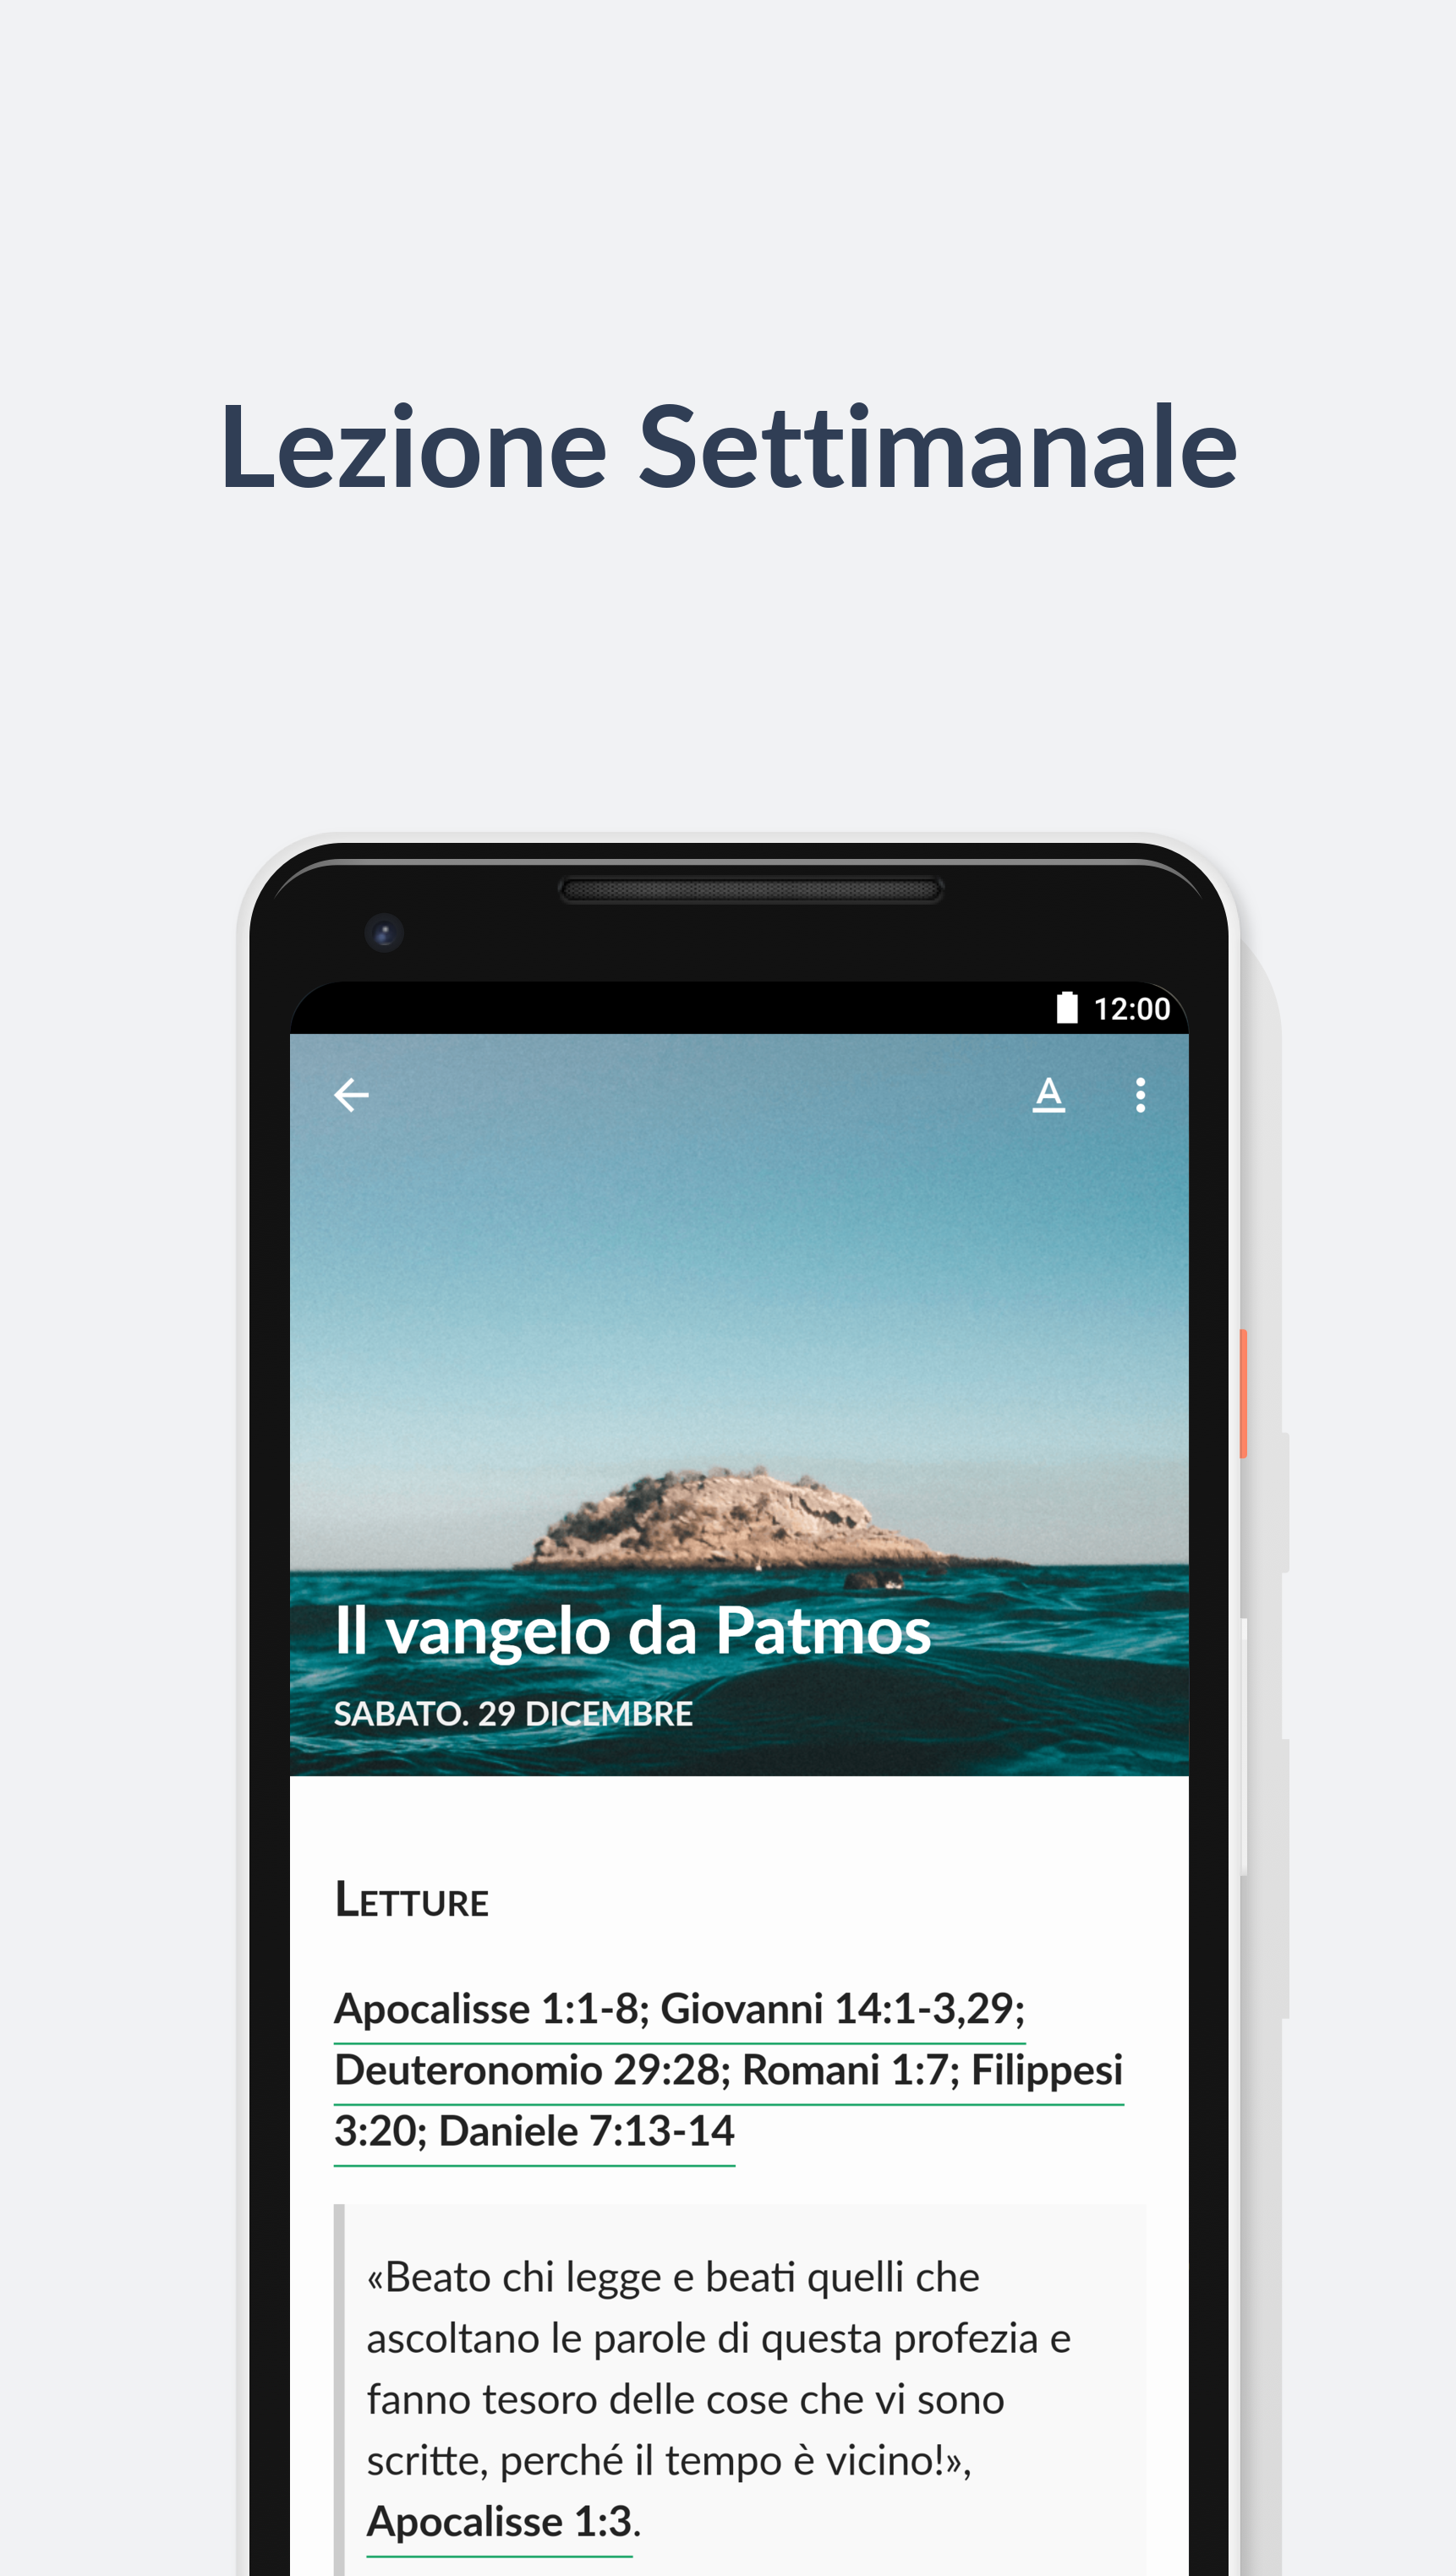 Lezione Settimanale
12:00
A
Il vangelo da Patmos
SABATO. 29 DICEMBRE
LETTURE
Apocalisse 1:1-8; Giovanni 14:1-3,29;
Deuteronomio 29:28; Romani 1:7; Filippesi
3:20; Daniele 7:13-14
«Beato chi legge e beati quelli che
ascoltano le parole di questa profezia e
fanno tesoro delle cose che vi sono
scritte, perché il tempo è vicino!»,
Apocalisse 1:3.